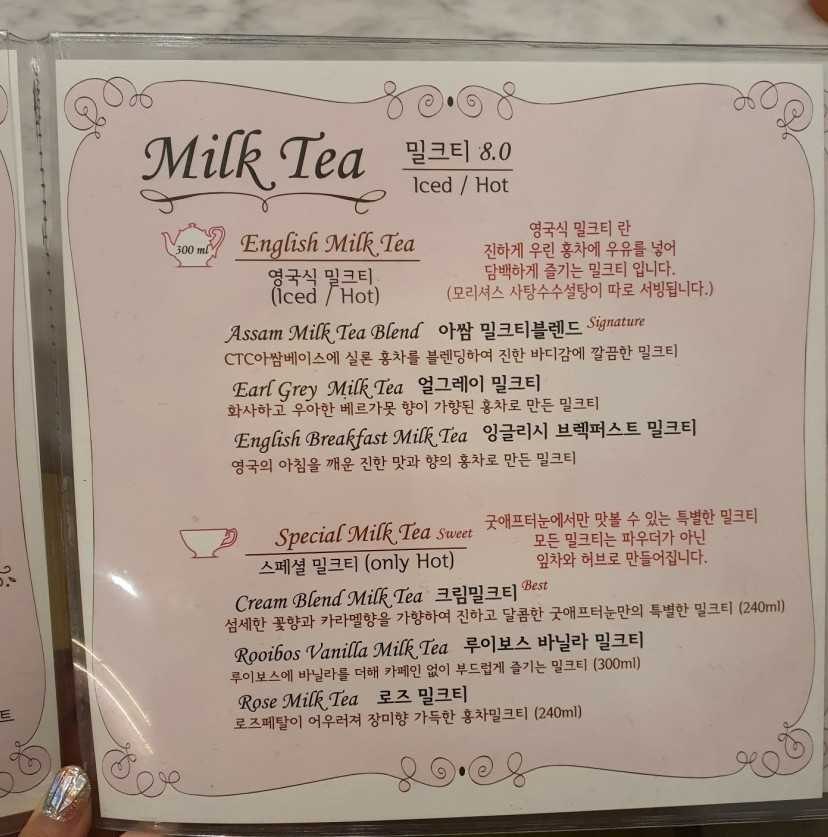 Milk Tea
밀크티 8.0
Iced / Hot
300 ml
English Milk Tea
영국식 밀크티
(Iced / Hot)
영국식 밀크티 란
진하게 우린 홍차에 우유를 넣어
담백하게 즐기는 밀크티 입니다.
(모리셔스 사탕수수설탕이 따로 서빙됩니다.)
Assam Milk Tea Blend 아쌈 밀크티블렌드 Signature
CTC아쌈베이스에 실론 홍차를 블렌딩하여 진한 바디감에 깔끔한 밀크티
Earl Grey Milk Tea 얼그레이 밀크티
화사하고 우아한 베르가못 향이 가향된 홍차로 만든 밀크티
English Breakfast Milk Tea 잉글리시 브렉퍼스트 밀크티
영국의 아침을 깨운 진한 맛과 향의 홍차로 만든 밀크티
Special Milk Tea Sweet
스페셜 밀크티 (only Hot)
굿애프터눈에서만 맛볼 수 있는 특별한 밀크티
모든 밀크티는 파우더가 아닌
잎차와 허브로 만들어집니다.
Cream Blend Milk Tea 크림밀크티 Best
섬세한 꽃향과 카라멜향을 가향하여 진하고 달콤한 굿애프터눈만의 특별한 밀크티 (240ml)
Rooibos Vanilla Milk Tea 루이보스 바닐라 밀크티
루이보스에 바닐라를 더해 카페인 없이 부드럽게 즐기는 밀크티 (300ml)
Rose Milk Tea 로즈 밀크티
로즈페탈이 어우러져 장미향 가득한 홍차밀크티 (240ml)
트